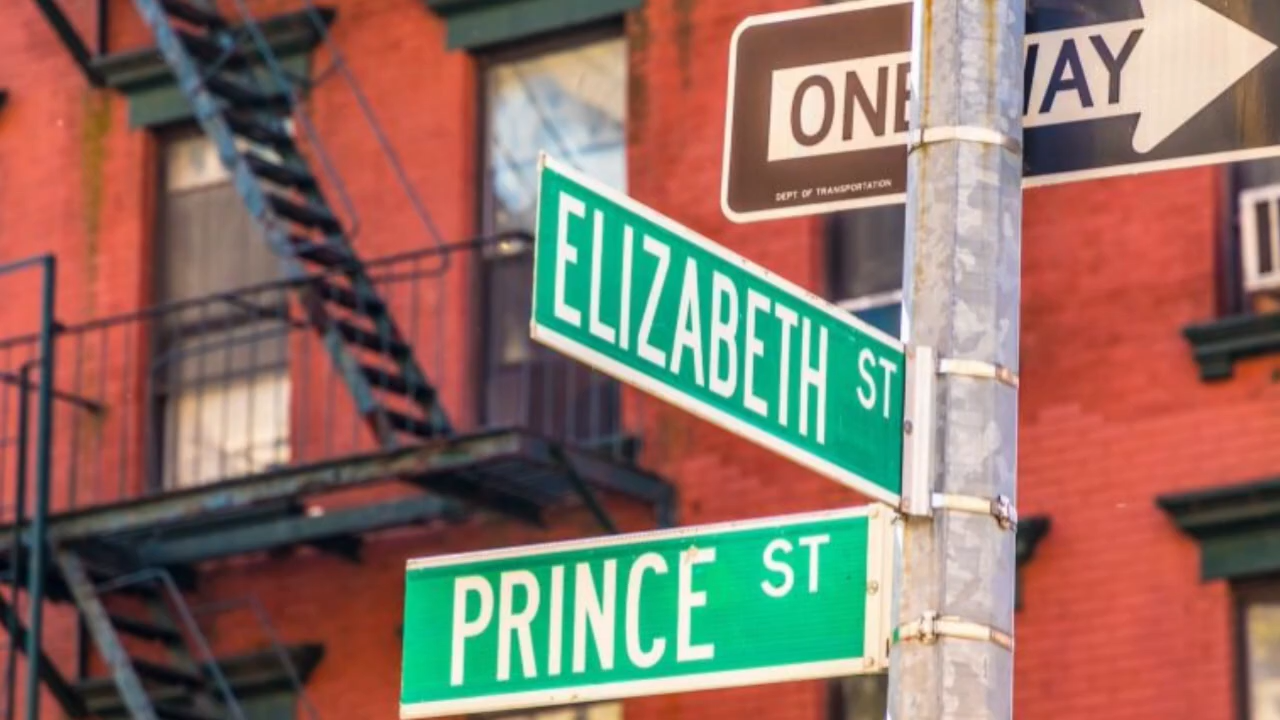 ONE WAY
DEPT OF TRANSPORTATION
ELIZABETH ST
PRINCE ST